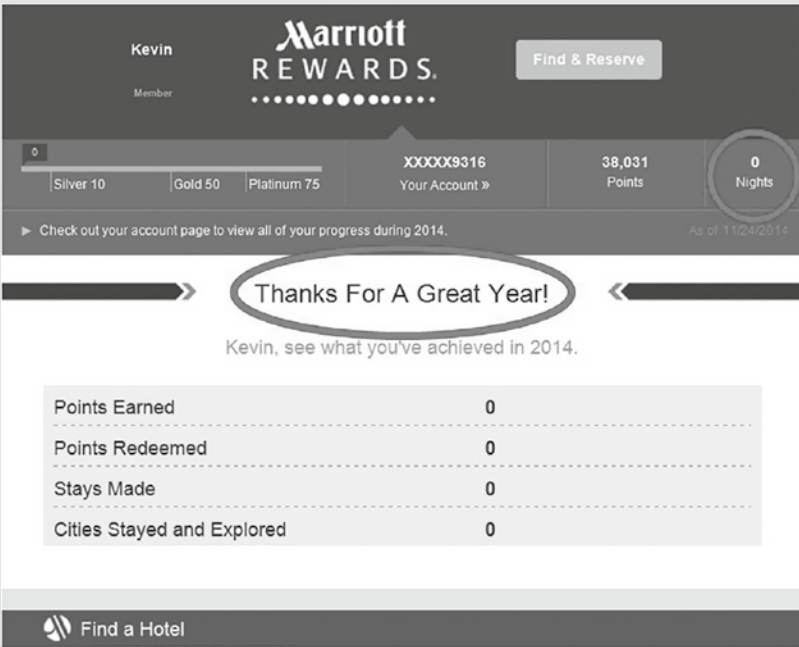 Kevin
Member
Marriott
REWARDS.
Find & Reserve
0
Silver 10
Gold 50
Platinum 75
XXXXX9316
Your Account »
38,031
Points
0
Nights
Check out your account page to view all of your progress during 2014.
As of 11/24/2014
Thanks For A Great Year!
Kevin, see what you've achieved in 2014.
Points Earned 0
Points Redeemed 0
Stays Made 0
Cities Stayed and Explored 0
Find a Hotel